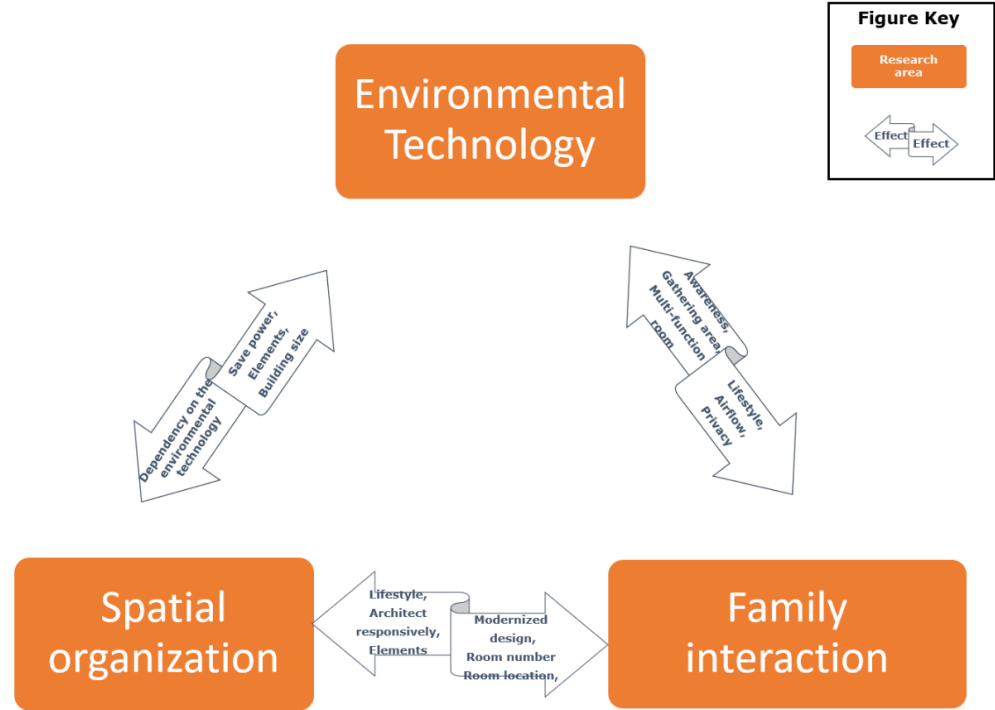 Figure Key
Research
area
Effect
Effect
Environmental
Technology
Save power,
Elements,
Building size
Dependency on the
environmental
technology
Awareness,
Gathering area,
Multi-function
room
Lifestyle,
Airflow,
Privacy
Spatial
organization
Lifestyle,
Architect
responsively,
Elements
Modernized
design,
Room number
Room location,
Family
interaction